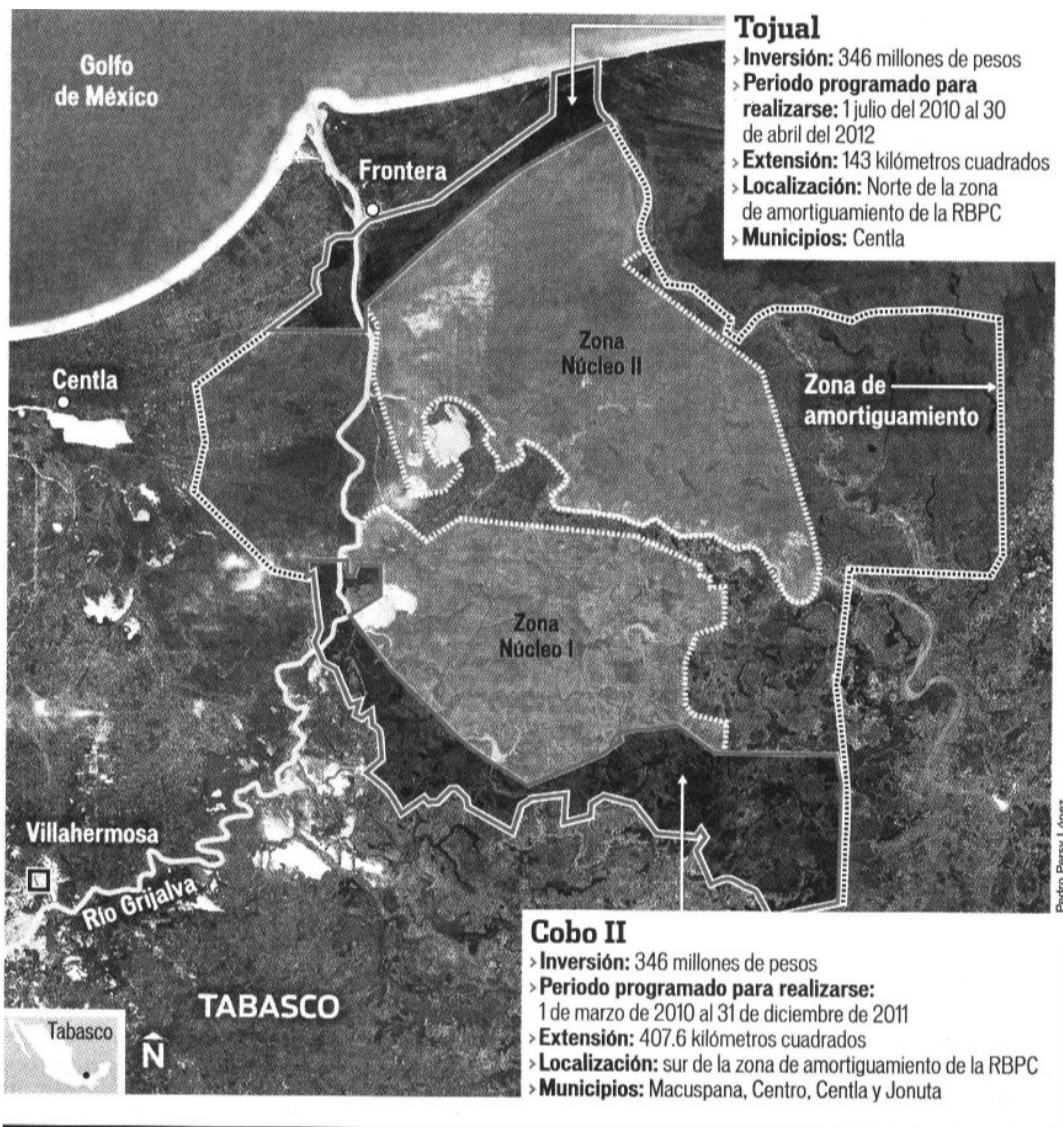 Tojual
› Inversión: 346 millones de pesos
› Periodo programado para
realizarse: 1 julio del 2010 al 30
de abril del 2012
› Extensión: 143 kilómetros cuadrados
› Localización: Norte de la zona
de amortiguamiento de la RBPC
› Municipios: Centla
Golfo
de México
Frontera
Centla
Zona
Núcleo II
Zona de
amortiguamiento
Zona
Núcleo I
Villahermosa
Río Grijalva
TABASCO
Tabasco
N
Cobo II
› Inversión: 346 millones de pesos
› Periodo programado para realizarse:
1 de marzo de 2010 al 31 de diciembre de 2011
› Extensión: 407.6 kilómetros cuadrados
› Localización: sur de la zona de amortiguamiento de la RBPC
› Municipios: Macuspana, Centro, Centla y Jonuta
Pedro